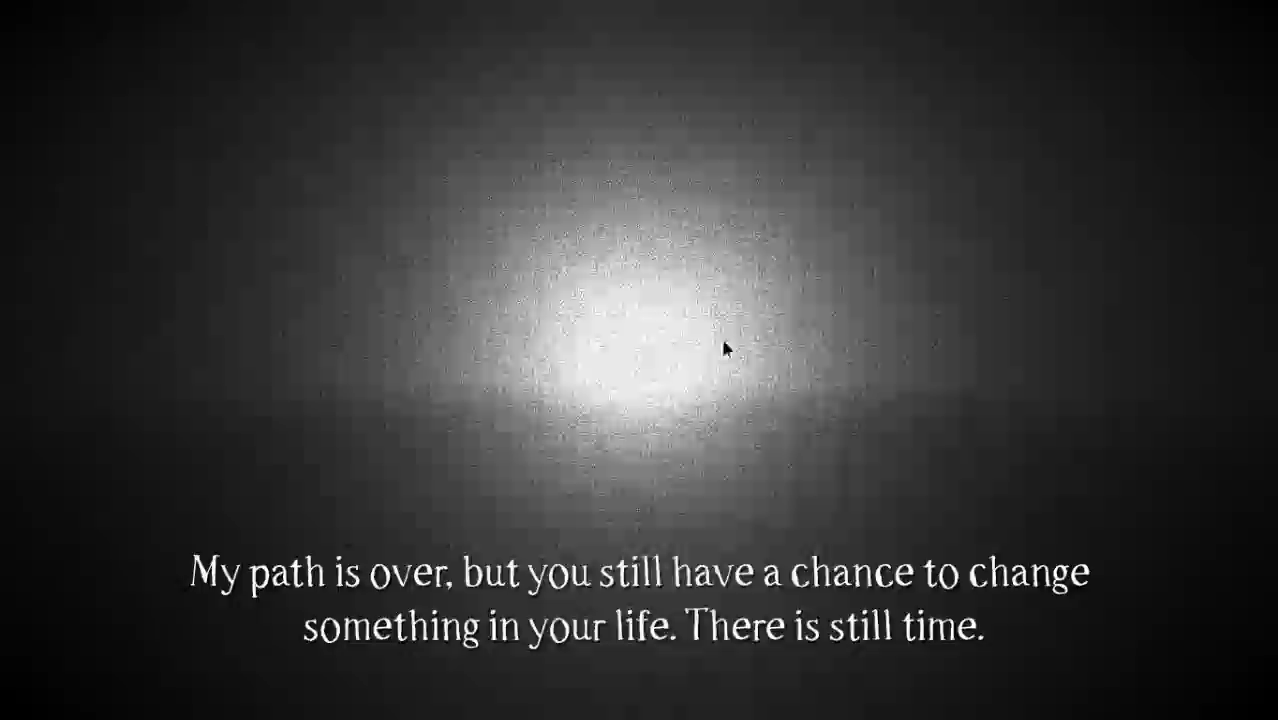 My path is over, but you still have a chance to change
something in your life. There is still time.